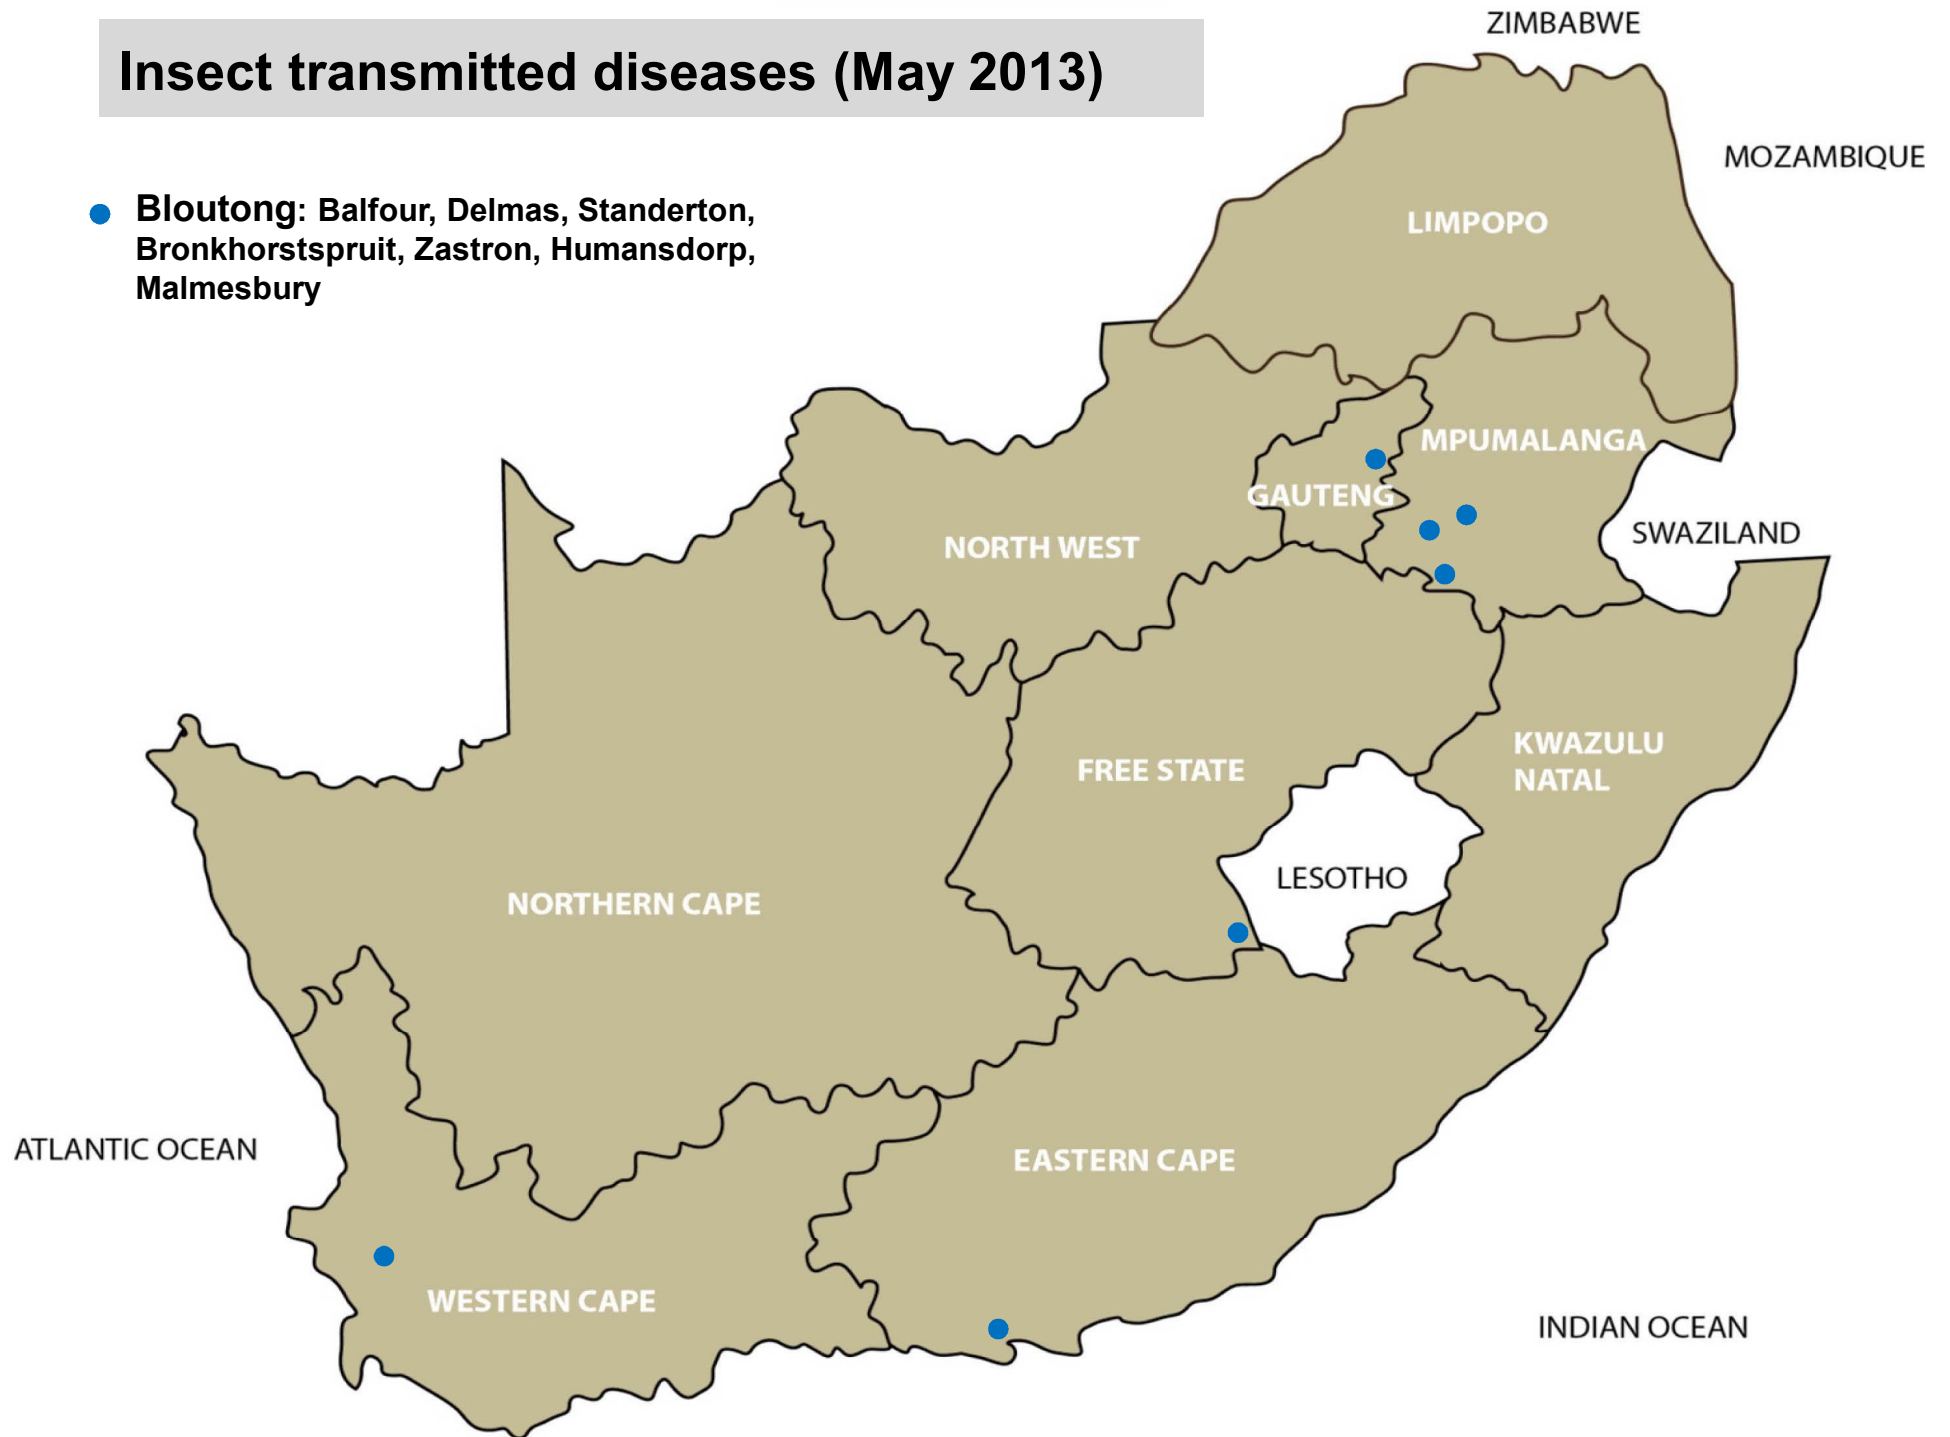 Insect transmitted diseases (May 2013)
Bloutong: Balfour, Delmas, Standerton,
Bronkhorstspruit, Zastron, Humansdorp,
Malmesbury
ZIMBABWE
MOZAMBIQUE
LIMPOPO
MPUMALANGA
GAUTENG
SWAZILAND
NORTH WEST
KWAZULU
NATAL
FREE STATE
LESOTHO
NORTHERN CAPE
ATLANTIC OCEAN
EASTERN CAPE
WESTERN CAPE
INDIAN OCEAN